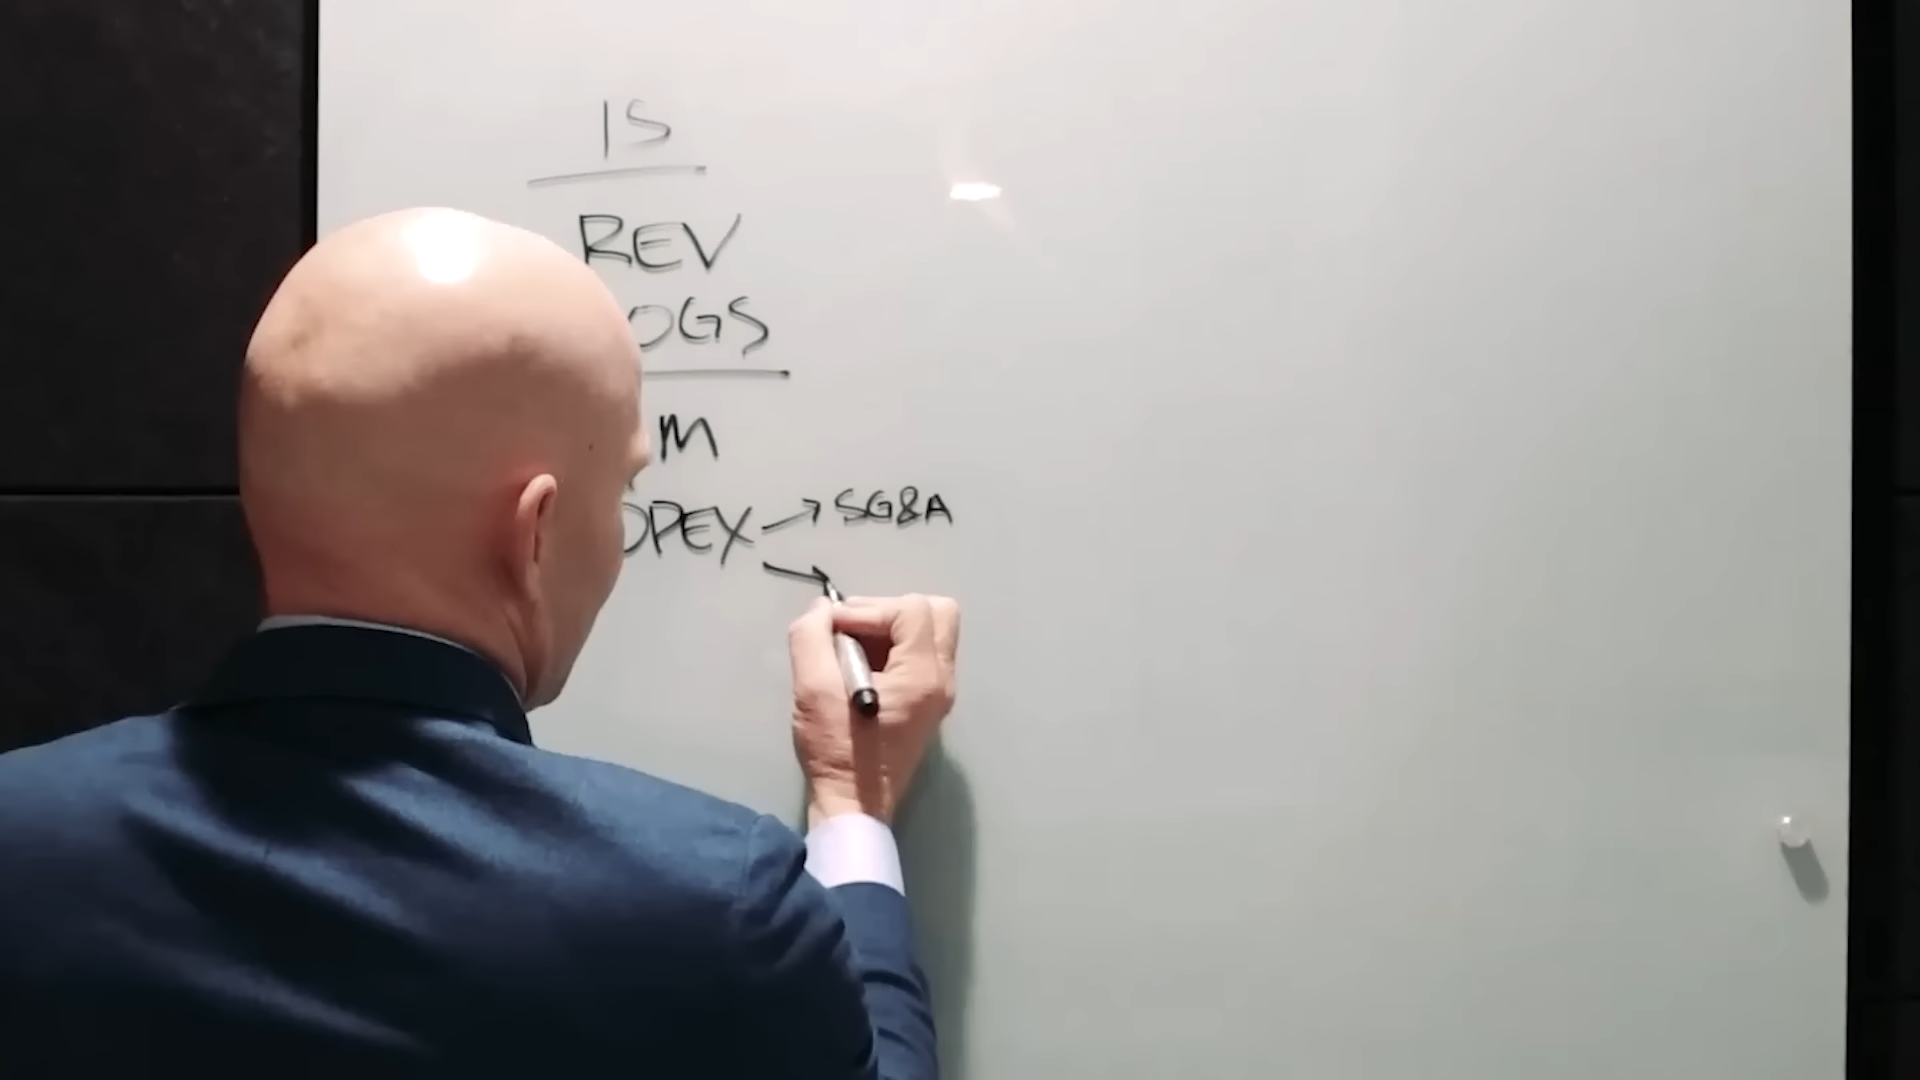 IS
REV
OGS
M
OPEX → SG&A
→